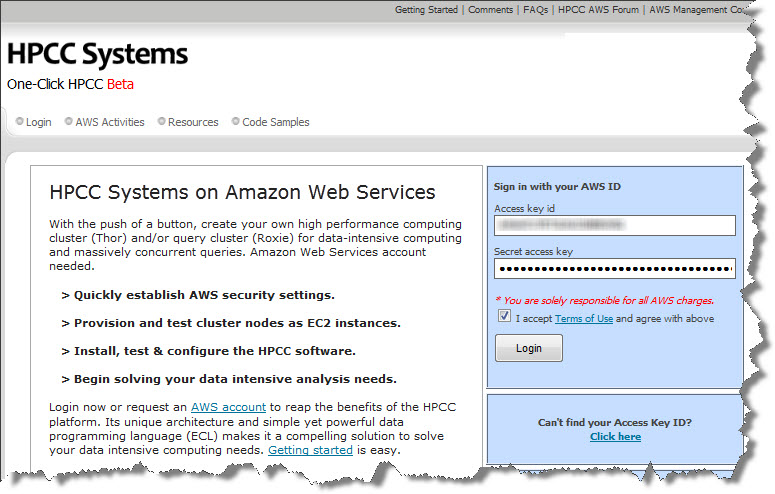 Getting Started | Comments | FAQs | HPCC AWS Forum | AWS Management
HPCC Systems
One-Click HPCC Beta
Login AWS Activities Resources Code Samples
HPCC Systems on Amazon Web Services
With the push of a button, create your own high performance computing
cluster (Thor) and/or query cluster (Roxie) for data-intensive computing
and massively concurrent queries. Amazon Web Services account
needed.
> Quickly establish AWS security settings.
> Provision and test cluster nodes as EC2 instances.
> Install, test & configure the HPCC software.
> Begin solving your data intensive analysis needs.
Login now or request an AWS account to reap the benefits of the HPCC
platform. Its unique architecture and simple yet powerful data
programming language (ECL) makes it a compelling solution to solve
your data intensive computing needs. Getting started is easy.
Sign in with your AWS ID
Access key id
Secret access key
* You are solely responsible for all AWS charges.
I accept Terms of Use and agree with above
Login
Can't find your Access Key ID?
Click here